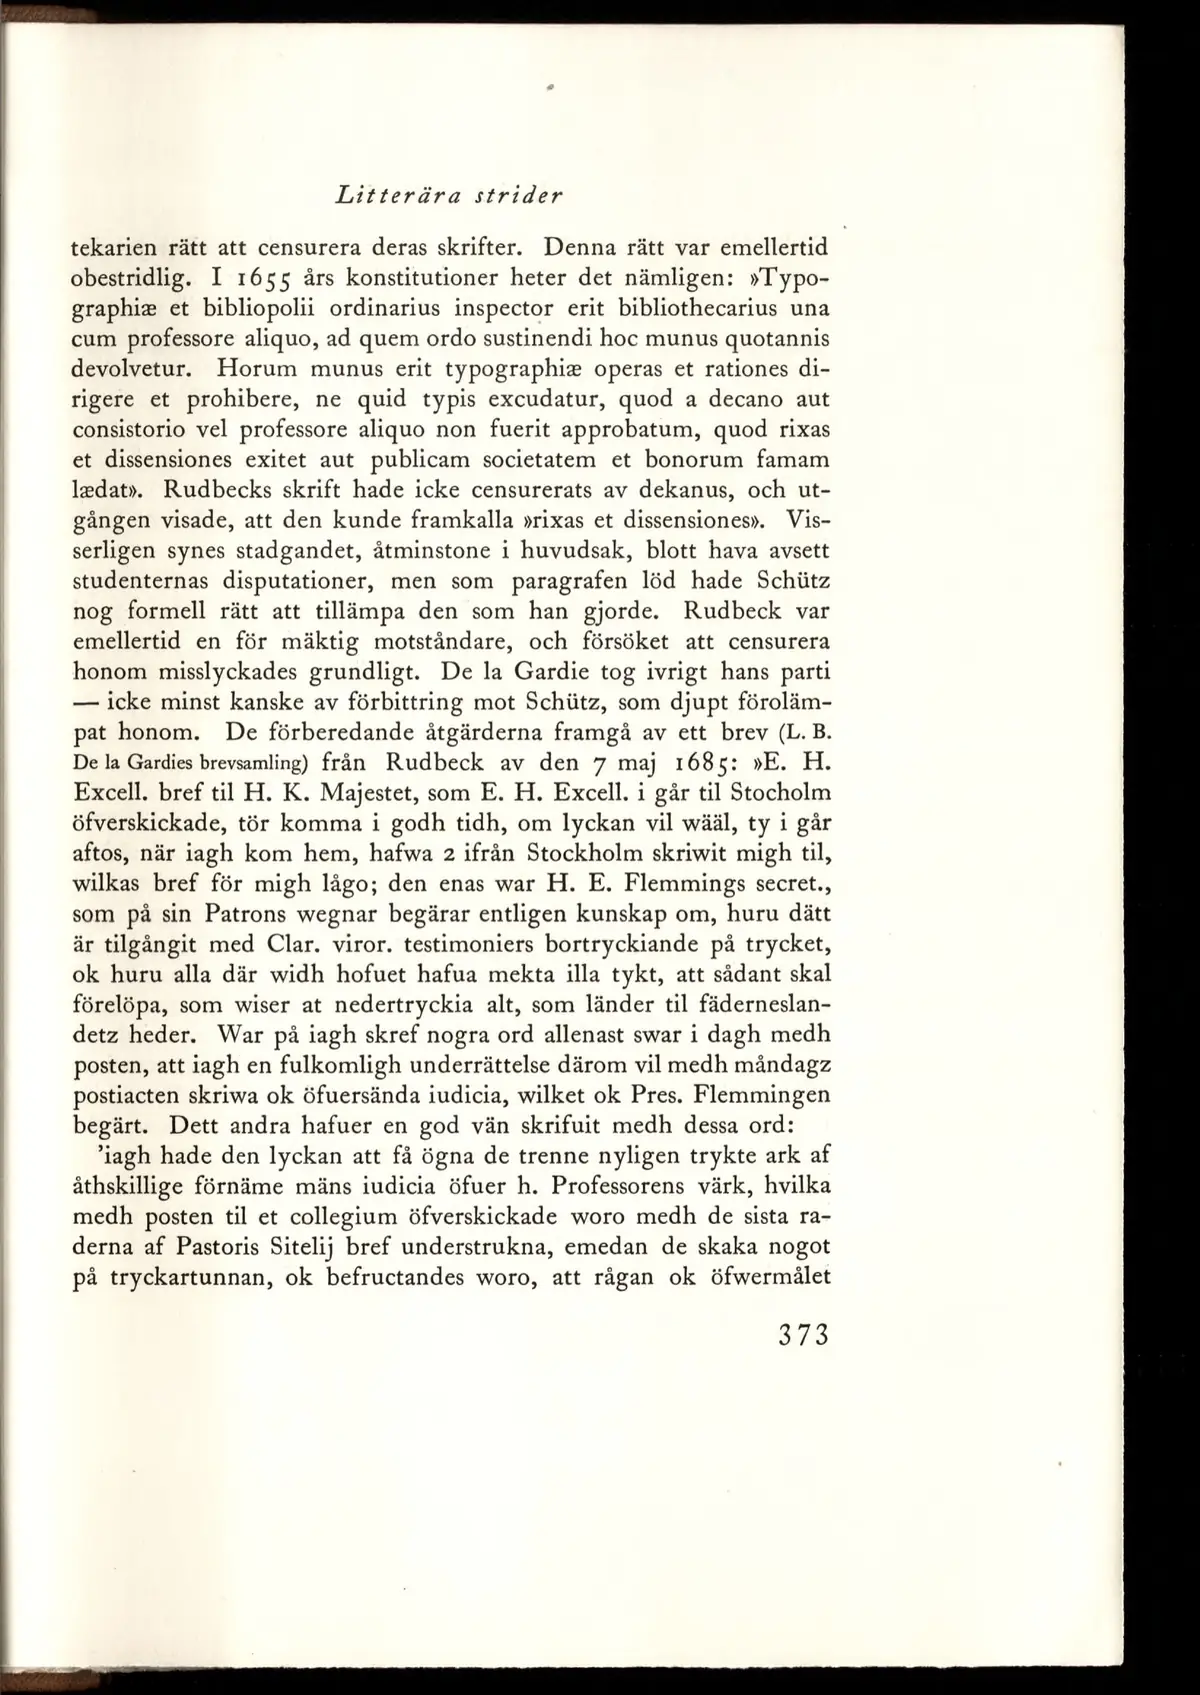 Litterära strider
tekarien rätt att censurera deras skrifter. Denna rätt var emellertid
obestridlig. I 1655 års konstitutioner heter det nämligen: »Typo-
graphiæ et bibliopolii ordinarius inspector erit bibliothecarius una
cum professore aliquo, ad quem ordo sustinendi hoc munus quotannis
devolvetur. Horum munus erit typographiæ operas et rationes di-
rigere et prohibere, ne quid typis excudatur, quod a decano aut
consistorio vel professore aliquo non fuerit approbatum, quod rixas
et dissensiones exitet aut publicam societatem et bonorum famam
lædat». Rudbecks skrift hade icke censurerats av dekanus, och ut-
gången visade, att den kunde framkalla »rixas et dissensiones». Vis-
serligen synes stadgandet, åtminstone i huvudsak, blott hava avsett
studenternas disputationer, men som paragrafen löd hade Schütz
nog formell rätt att tillämpa den som han gjorde. Rudbeck var
emellertid en för mäktig motståndare, och försöket att censurera
honom misslyckades grundligt. De la Gardie tog ivrigt hans parti
— icke minst kanske av förbittring mot Schütz, som djupt föroläm-
pat honom. De förberedande åtgärderna framgå av ett brev (L. B.
De la Gardies brevsamling) från Rudbeck av den 7 maj 1685: »E. H.
Excell. bref til H. K. Majestet, som E. H. Excell. i går til Stocholm
öfverskickade, tör komma i godh tidh, om lyckan vil wääl, ty i går
aftos, när iagh kom hem, hafwa 2 ifrån Stockholm skriwit migh til,
wilkas bref för migh lågo; den enas war H. E. Flemmings secret.,
som på sin Patrons wegnar begärar entligen kunskap om, huru dätt
är tilgångit med Clar. viror. testimoniers bortryckiande på trycket,
ok huru alla där widh hofuet hafua mekta illa tykt, att sådant skal
förelöpa, som wiser at nedertryckia alt, som länder til fäderneslan-
detz heder. War på iagh skref nogra ord allenast swar i dagh medh
posten, att iagh en fulkomligh underrättelse därom vil medh måndagz
postiacten skriwa ok öfuersända iudicia, wilket ok Pres. Flemmingen
begärt. Dett andra hafuer en god vän skrifuit medh dessa ord:
’iagh hade den lyckan att få ögna de trenne nyligen trykte ark af
åthskillige förnäme mäns iudicia öfuer h. Professorens värk, hvilka
medh posten til et collegium öfverskickade woro medh de sista ra-
derna af Pastoris Sitelij bref understrukna, emedan de skaka nogot
på tryckartunnan, ok befructandes woro, att rågan ok öfwermålet
373